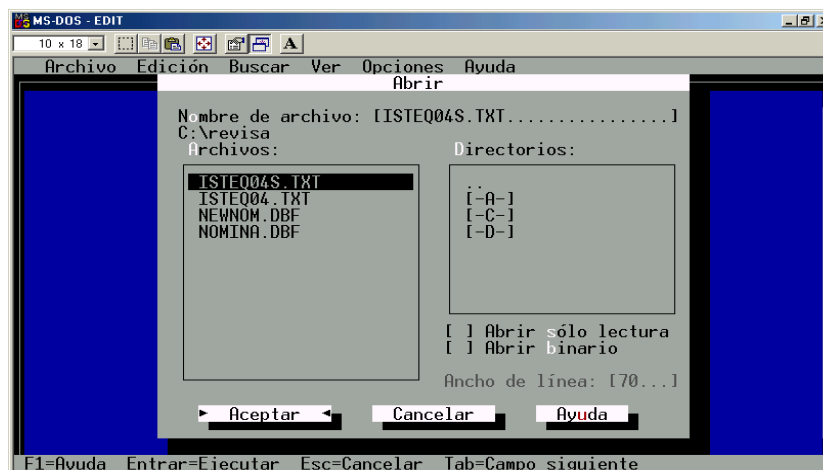 MS-DOS - EDIT
10 x 18
A
Archivo Edición Buscar Ver Opciones Ayuda
Abrir
Nombre de archivo: [ISTEQ04S.TXT................]
C:\revisa
Archivos:
Directorios:
ISTEQ04S.TXT
ISTEQ04.TXT
NEWNOM.DBF
NOMINA.DBF
..
[-A-]
[-C-]
[-D-]
[ ] Abrir sólo lectura
[ ] Abrir binario
Ancho de línea: [70...]
Aceptar
Cancelar
Ayuda
F1=Ayuda Entrar=Ejecutar Esc=Cancelar Tab=Campo siguiente